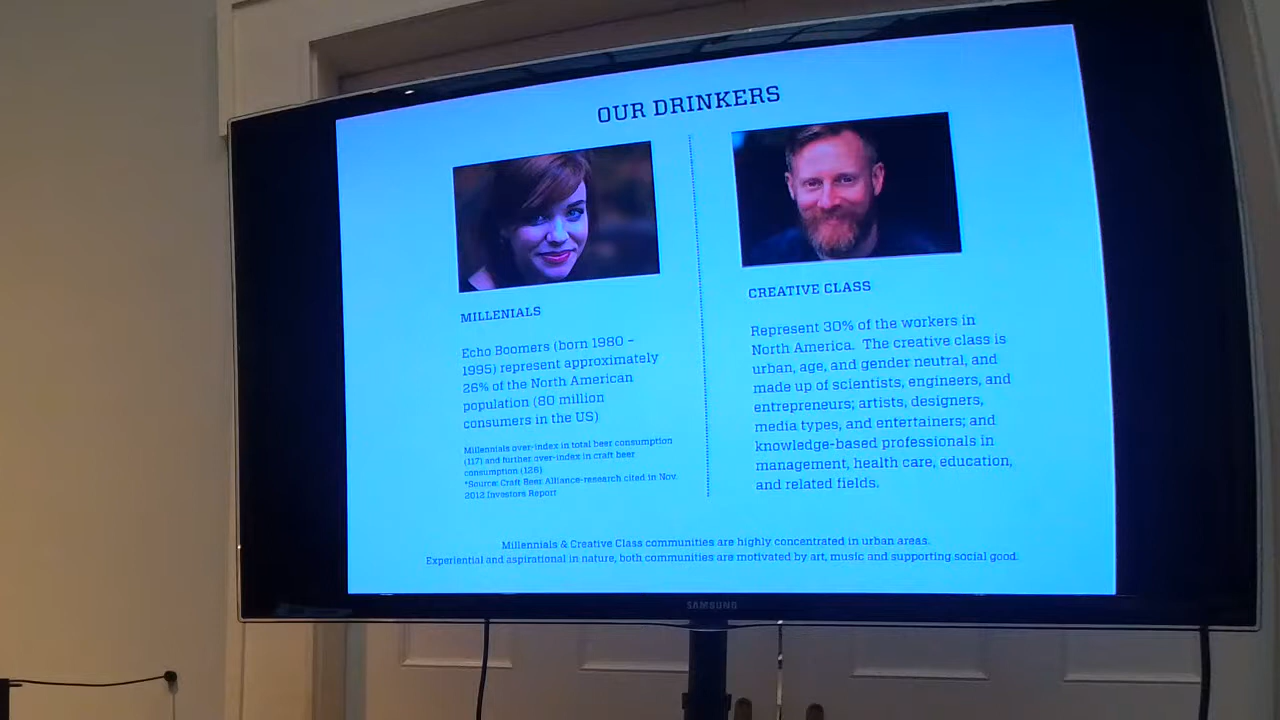 OUR DRINKERS
MILLENIALS
Echo Boomers (born 1980 –
1995) represent approximately
26% of the North American
population (80 million
consumers in the US)
Millennials over-index in total beer consumption
(117) and further over-index in craft beer
consumption (126)
*Source: Craft Beer Alliance-research cited in Nov.
2012 Investors Report
CREATIVE CLASS
Represent 30% of the workers in
North America. The creative class is
urban, age, and gender neutral, and
made up of scientists, engineers, and
entrepreneurs; artists, designers,
media types, and entertainers; and
knowledge-based professionals in
management, health care, education,
and related fields.
Millennials & Creative Class communities are highly concentrated in urban areas.
Experiential and aspirational in nature, both communities are motivated by art, music and supporting social good.
SAMSUNG